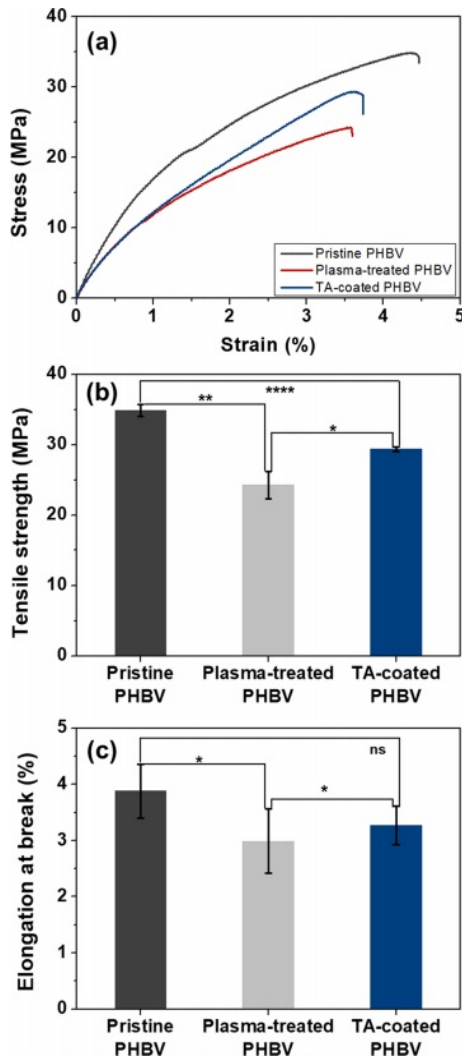 (a)
40
30
20
10
0
Stress (MPa)
Pristine PHBV
Plasma-treated PHBV
TA-coated PHBV
0 1 2 3 4 5
Strain (%)
(b)
40
30
20
10
0
Tensile strength (MPa)
****
**
*
Pristine Plasma-treated TA-coated
PHBV PHBV PHBV
(c)
5
4
3
2
1
0
Elongation at break (%)
ns
*
*
Pristine Plasma-treated TA-coated
PHBV PHBV PHBV